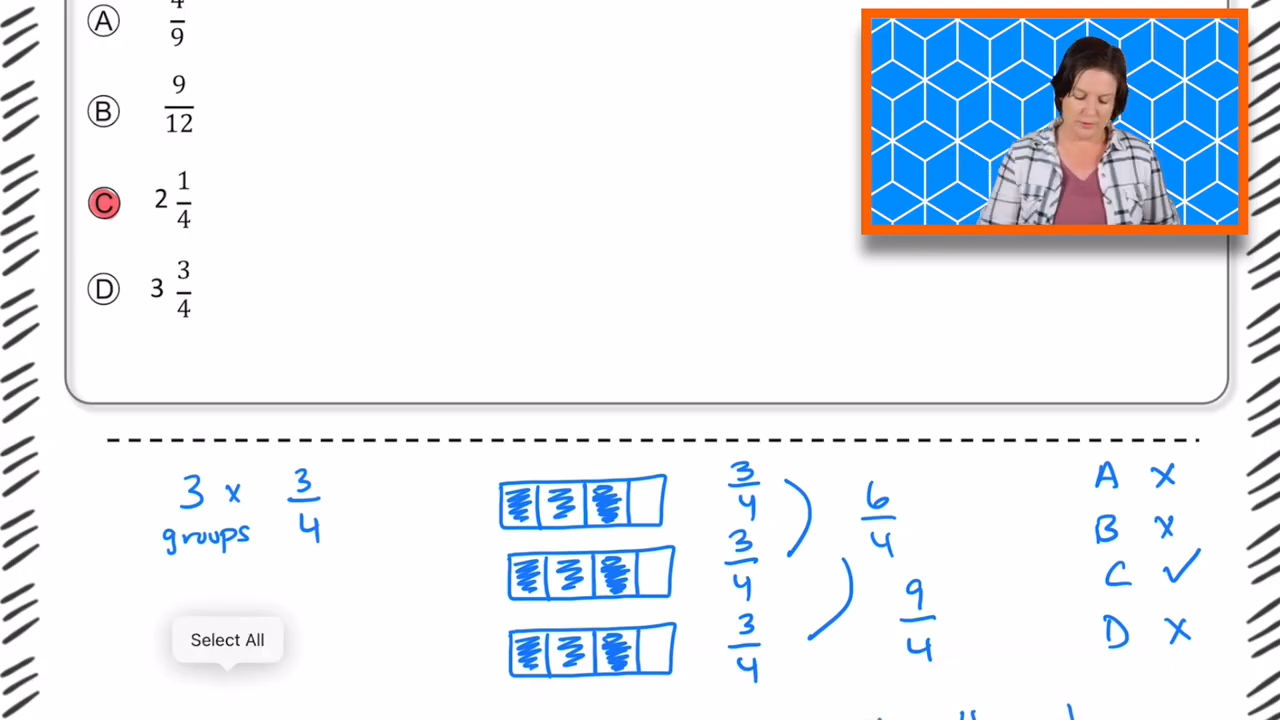 A 4/9
B 9/12
C 2 1/4
D 3 3/4
3 x 3/4
groups
3/4
3/4
3/4
6/4
9/4
A x
B x
C ✓
D x
Select All